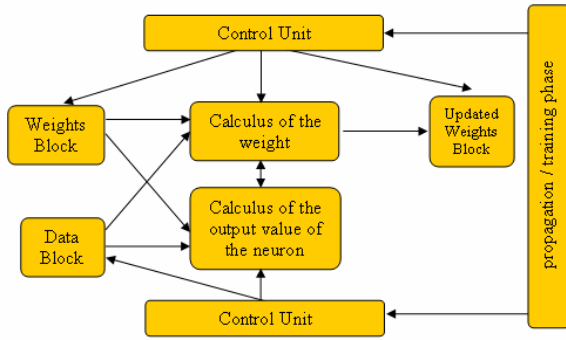 Control Unit
Weights
Block
Calculus of the
weight
Updated
Weights
Block
propagation / training phase
Calculus of the
output value of
the neuron
Data
Block
Control Unit